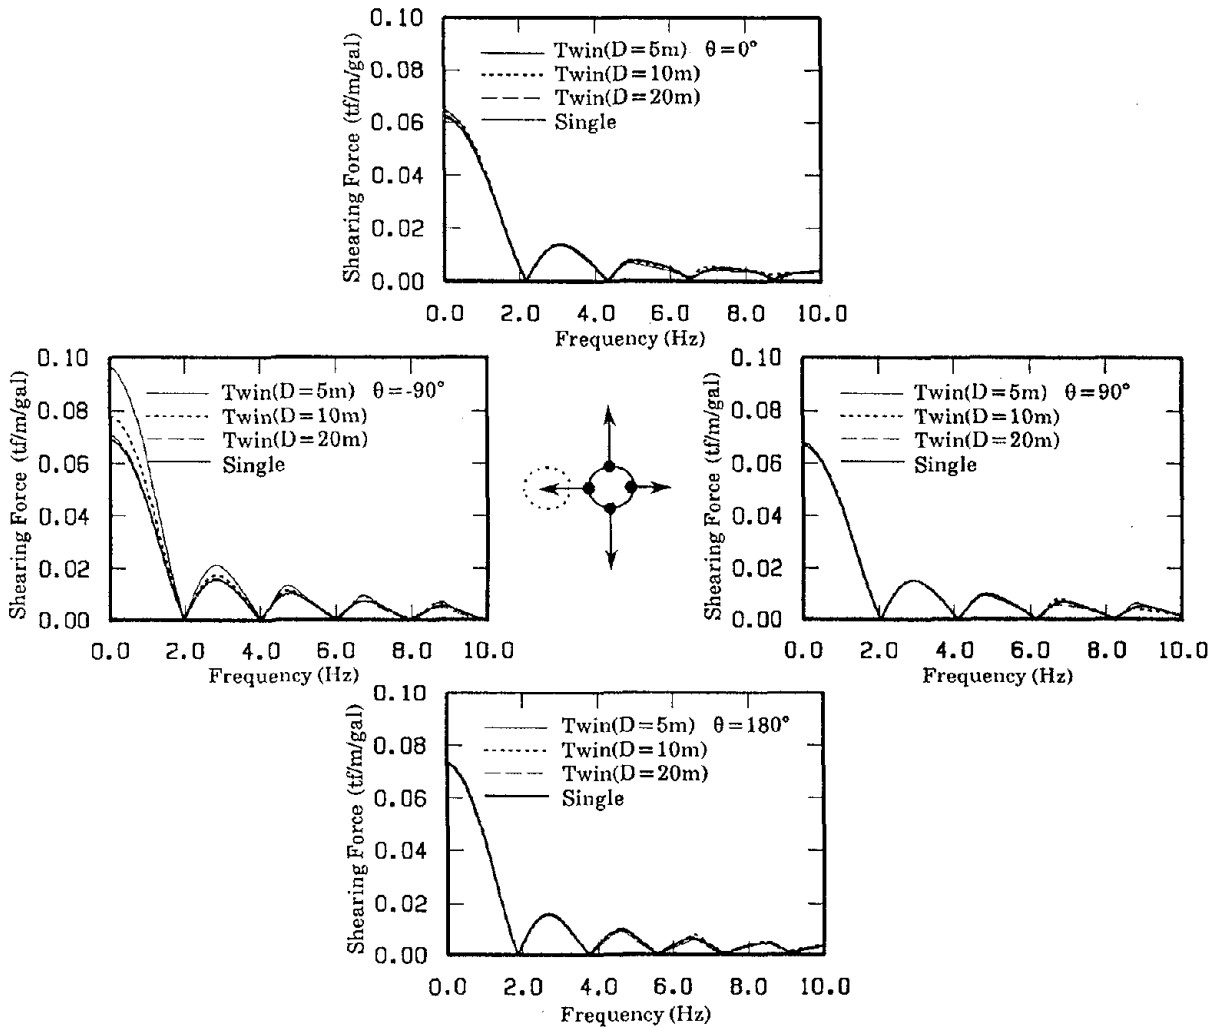 Shearing Force (tf/m/gal)
0.10
0.08
0.06
0.04
0.02
0.00
Twin(D=5m) θ=0°
Twin(D=10m)
Twin(D=20m)
Single
0.0 2.0 4.0 6.0 8.0 10.0
Frequency (Hz)
Shearing Force (tf/m/gal)
0.10
0.08
0.06
0.04
0.02
0.00
Twin(D=5m) θ=-90°
Twin(D=10m)
Twin(D=20m)
Single
0.0 2.0 4.0 6.0 8.0 10.0
Frequency (Hz)
Shearing Force (tf/m/gal)
0.10
0.08
0.06
0.04
0.02
0.00
Twin(D=5m) θ=90°
Twin(D=10m)
Twin(D=20m)
Single
0.0 2.0 4.0 6.0 8.0 10.0
Frequency (Hz)
Shearing Force (tf/m/gal)
0.10
0.08
0.06
0.04
0.02
0.00
Twin(D=5m) θ=180°
Twin(D=10m)
Twin(D=20m)
Single
0.0 2.0 4.0 6.0 8.0 10.0
Frequency (Hz)